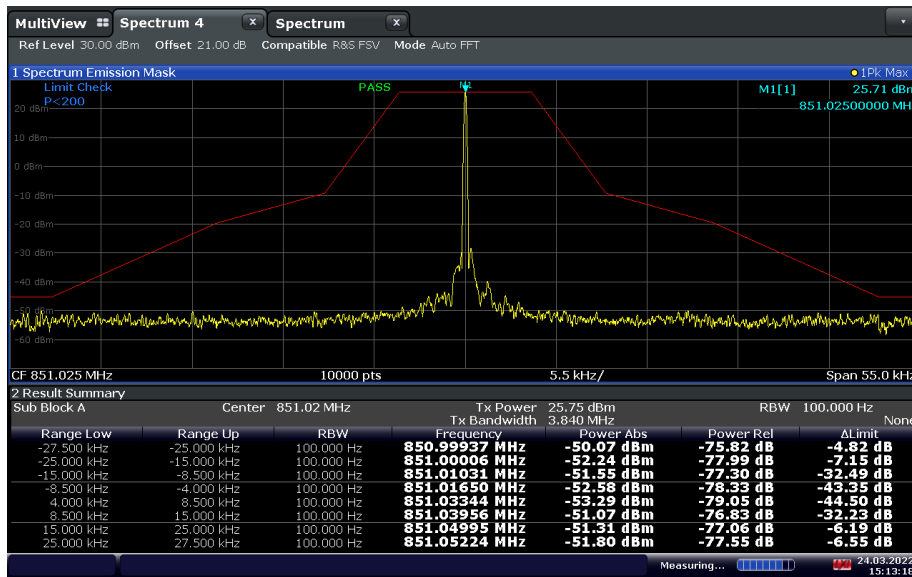 MultiView Spectrum 4 X Spectrum X
Ref Level 30.00 dBm Offset 21.00 dB Compatible R&S FSV Mode Auto FFT
1 Spectrum Emission Mask 1Pk Max
Limit Check PASS M1 M1[1] 25.71 dBm
P<200 851.02500000 MH
20 dBm
10 dBm
0 dBm
-10 dBm
-20 dBm
-30 dBm
-40 dBm
-50 dBm
-60 dBm
CF 851.025 MHz 10000 pts 5.5 kHz/ Span 55.0 kHz
2 Result Summary
Sub Block A Center 851.02 MHz Tx Power 25.75 dBm RBW 100.000 Hz
Tx Bandwidth 3.840 MHz None
Range Low Range Up RBW Frequency Power Abs Power Rel ΔLimit
-27.500 kHz -25.000 kHz 100.000 Hz 850.99937 MHz -50.07 dBm -75.82 dB -4.82 dB
-25.000 kHz -15.000 kHz 100.000 Hz 851.00006 MHz -52.24 dBm -77.99 dB -7.15 dB
-15.000 kHz -8.500 kHz 100.000 Hz 851.01031 MHz -51.55 dBm -77.30 dB -32.49 dB
-8.500 kHz -4.000 kHz 100.000 Hz 851.01650 MHz -52.58 dBm -78.33 dB -43.35 dB
4.000 kHz 8.500 kHz 100.000 Hz 851.03344 MHz -53.29 dBm -79.05 dB -44.50 dB
8.500 kHz 15.000 kHz 100.000 Hz 851.03956 MHz -51.07 dBm -76.83 dB -32.23 dB
15.000 kHz 25.000 kHz 100.000 Hz 851.04995 MHz -51.31 dBm -77.06 dB -6.19 dB
25.000 kHz 27.500 kHz 100.000 Hz 851.05224 MHz -51.80 dBm -77.55 dB -6.55 dB
Measuring... 24.03.2022
15:13:18